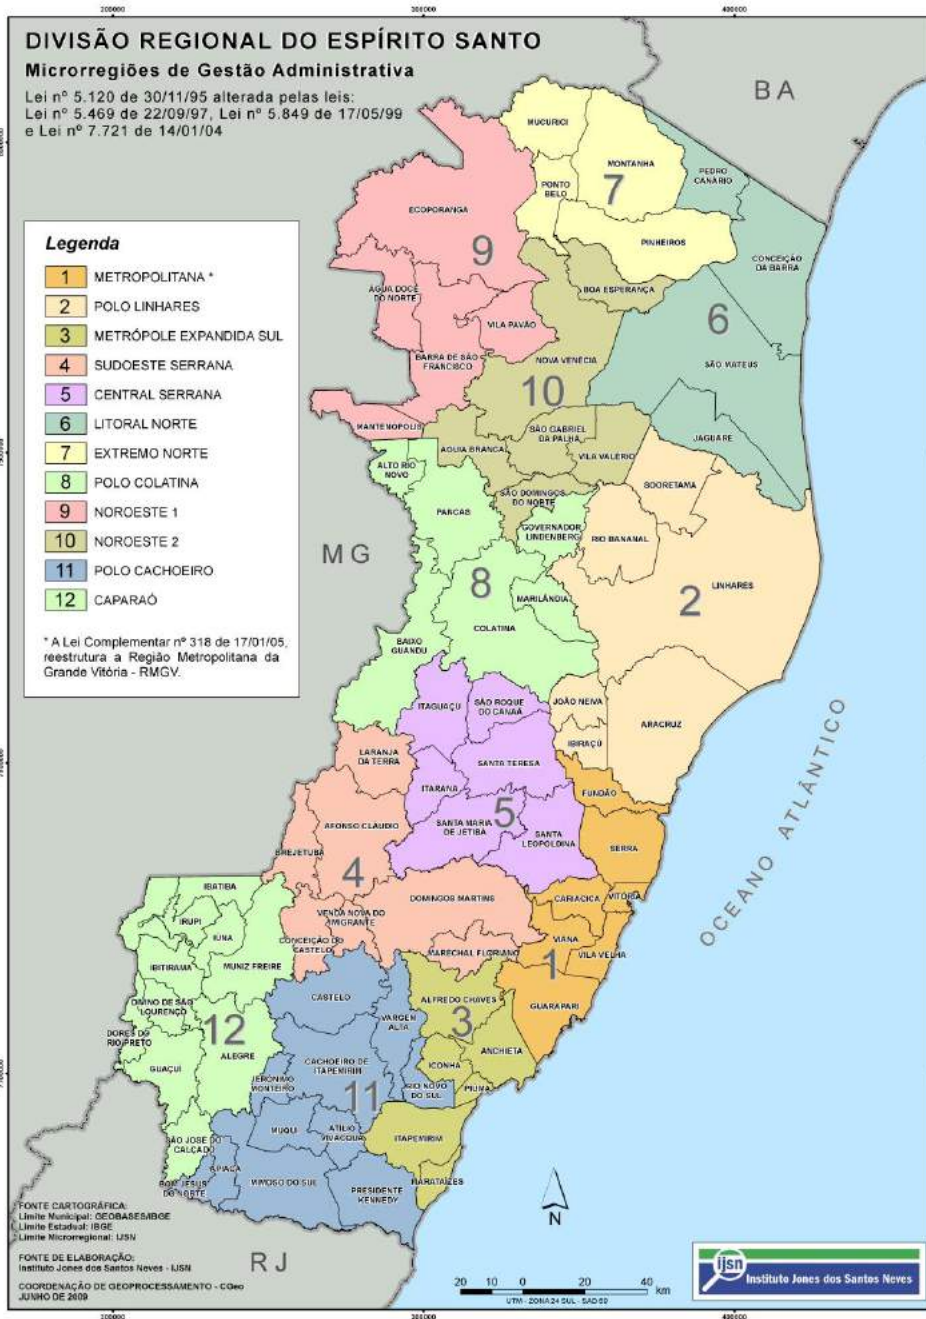 DIVISÃO REGIONAL DO ESPÍRITO SANTO
Microrregiões de Gestão Administrativa
Lei nº 5.120 de 30/11/95 alterada pelas leis:
Lei nº 5.469 de 22/09/97, Lei nº 5.849 de 17/05/99
e Lei nº 7.721 de 14/01/04
200000
300000
400000
BA
MUCURICI
MONTANHA
PEDRO
CANÁRIO
PONTO
BELO
7
ECOPORANGA
PINHEIROS
CONCEIÇÃO
DA BARRA
9
Legenda
1 METROPOLITANA *
2 POLO LINHARES
3 METRÓPOLE EXPANDIDA SUL
4 SUDOESTE SERRANA
5 CENTRAL SERRANA
6 LITORAL NORTE
7 EXTREMO NORTE
8 POLO COLATINA
9 NOROESTE 1
10 NOROESTE 2
11 POLO CACHOEIRO
12 CAPARAÓ
* A Lei Complementar nº 318 de 17/01/05,
reestrutura a Região Metropolitana da
Grande Vitória - RMGV.
ÁGUA DOCE
DO NORTE
BOA ESPERANÇA
VILA PAVÃO
6
BARRA DE SÃO
FRANCISCO
NOVA VENÉCIA
SÃO MATEUS
10
MANTENÓPOLIS
SÃO GABRIEL
DA PALHA
JAGUARÉ
ÁGUIA BRANCA
VILA VALÉRIO
ALTO RIO
NOVO
SOORETAMA
SÃO DOMINGOS
DO NORTE
PANCAS
GOVERNADOR
LINDENBERG
RIO BANANAL
MG
8
LINHARES
2
MARILÂNDIA
COLATINA
BAIXO
GUANDU
ITAGUAÇU
SÃO ROQUE
DO CANAÃ
JOÃO NEIVA
ARACRUZ
IBIRAÇÚ
LARANJA
DA TERRA
SANTA TERESA
ITARANA
FUNDÃO
OCEANO ATLÂNTICO
5
AFONSO CLÁUDIO
SANTA MARIA
DE JETIBÁ
SANTA
LEOPOLDINA
SERRA
BREJETUBA
4
IBATIBA
DOMINGOS MARTINS
CARIACICA
VITÓRIA
VENDA NOVA DO
IMIGRANTE
IRUPI
IÚNA
CONCEIÇÃO DO
CASTELO
VIANA
MARECHAL FLORIANO
VILA VELHA
1
IBITIRAMA
MUNIZ FREIRE
CASTELO
ALFREDO CHAVES
GUARAPARI
DIVINO DE SÃO
LOURENÇO
VARGEM
ALTA
3
12
DORES DO
RIO PRETO
ALEGRE
ANCHIETA
GUAÇUÍ
CACHOEIRO DE
ITAPEMIRIM
ICONHA
JERÔNIMO
MONTEIRO
11
RIO NOVO
DO SUL
PIÚMA
MUQUI
ATÍLIO
VIVACQUA
ITAPEMIRIM
SÃO JOSÉ DO
CALÇADO
APIACÁ
MARATAÍZES
BOM JESUS
DO NORTE
MIMOSO DO SUL
PRESIDENTE
KENNEDY
FONTE CARTOGRÁFICA:
Limite Municipal: GEOBASES/IBGE
Limite Estadual: IBGE
Limite Microrregional: IJSN
FONTE DE ELABORAÇÃO:
Instituto Jones dos Santos Neves - IJSN
COORDENAÇÃO DE GEOPROCESSAMENTO - CGeo
JUNHO DE 2009
RJ
N
20 10 0 20 40
km
UTM - ZONA 24 SUL - SAD 69
ijsn
Instituto Jones dos Santos Neves
200000
300000
400000